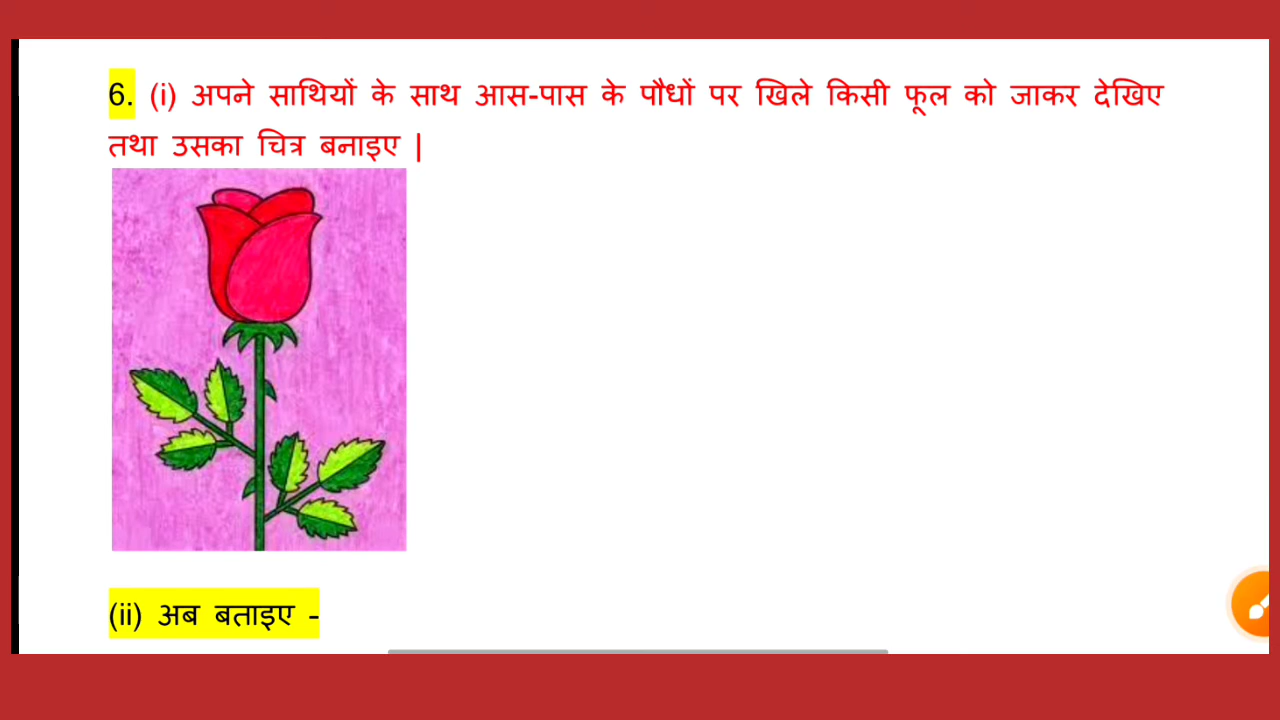 6. (i) अपने साथियों के साथ आस-पास के पौधों पर खिले किसी फूल को जाकर देखिए
तथा उसका चित्र बनाइए |
(ii) अब बताइए -